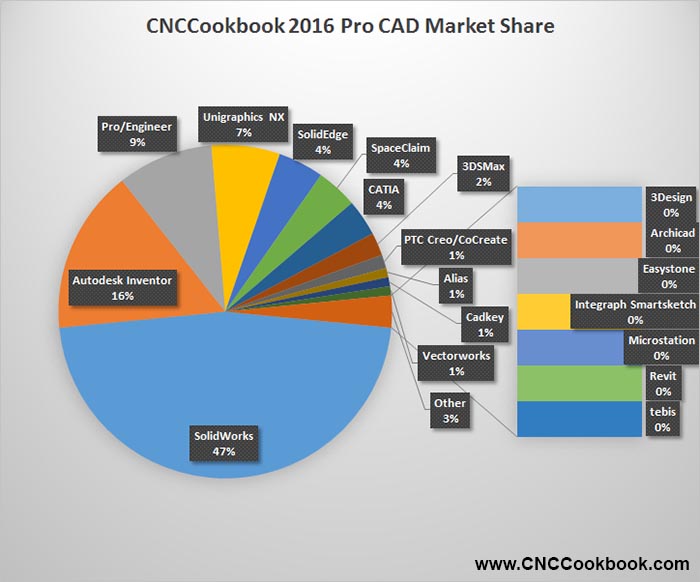 CNCCookbook 2016 Pro CAD Market Share
Unigraphics NX
7%
Pro/Engineer
9%
SolidEdge
4%
SpaceClaim
4%
3DSMax
2%
CATIA
4%
3Design
0%
Archicad
0%
PTC Creo/CoCreate
1%
Easystone
0%
Autodesk Inventor
16%
Alias
1%
Integraph Smartsketch
0%
Cadkey
1%
Microstation
0%
Vectorworks
1%
Revit
0%
Other
3%
tebis
0%
SolidWorks
47%
www.CNCCookbook.com